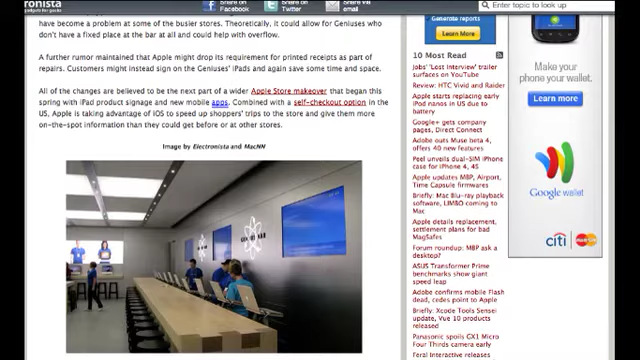 ronista
Share on Facebook
Share on Twitter
Share via email
Enter topic to look up
have become a problem at some of the busier stores. Theoretically, it could allow for Geniuses who
don't have a fixed place at the bar at all and could help with overflow.
A further rumor maintained that Apple might drop its requirement for printed receipts as part of
repairs. Customers might instead sign on the Geniuses' iPads and again save some time and space.
All of the changes are believed to be the next part of a wider Apple Store makeover that began this
spring with iPad product signage and new mobile apps. Combined with a self-checkout option in the
US, Apple is taking advantage of iOS to speed up shoppers' trips to the store and give them more
on-the-spot information than they could get before or at other stores.
Image by Electronista and MacNN
GENIUS BAR
Generate reports
Learn More
10 Most Read
Jobs' 'Lost Interview' trailer
surfaces on YouTube
Review: HTC Vivid and Raider
Apple starts replacing early
iPod nanos in US due to
battery
Google+ gets company
pages, Direct Connect
Adobe outs Muse beta 4,
offers 40 new features
Peel unveils dual-SIM iPhone
case for iPhone 4, 4S
Apple updates MBP, Airport,
Time Capsule firmwares
Briefly: Mac Blu-ray playback
software, LIMBO coming to
Mac
Apple details replacement,
settlement plans for bad
MagSafes
Forum roundup: MBP ask a
desktop?
ASUS Transformer Prime
benchmarks show giant
speed leap
Adobe confirms mobile Flash
dead, cedes point to Apple
Briefly: Xcode Tools Sensei
update, Vue 10 products
released
Panasonic spoils GX1 Micro
Four Thirds camera early
Feral Interactive releases
Make your
phone your wallet.
Learn more
Google wallet
citi
MasterCard